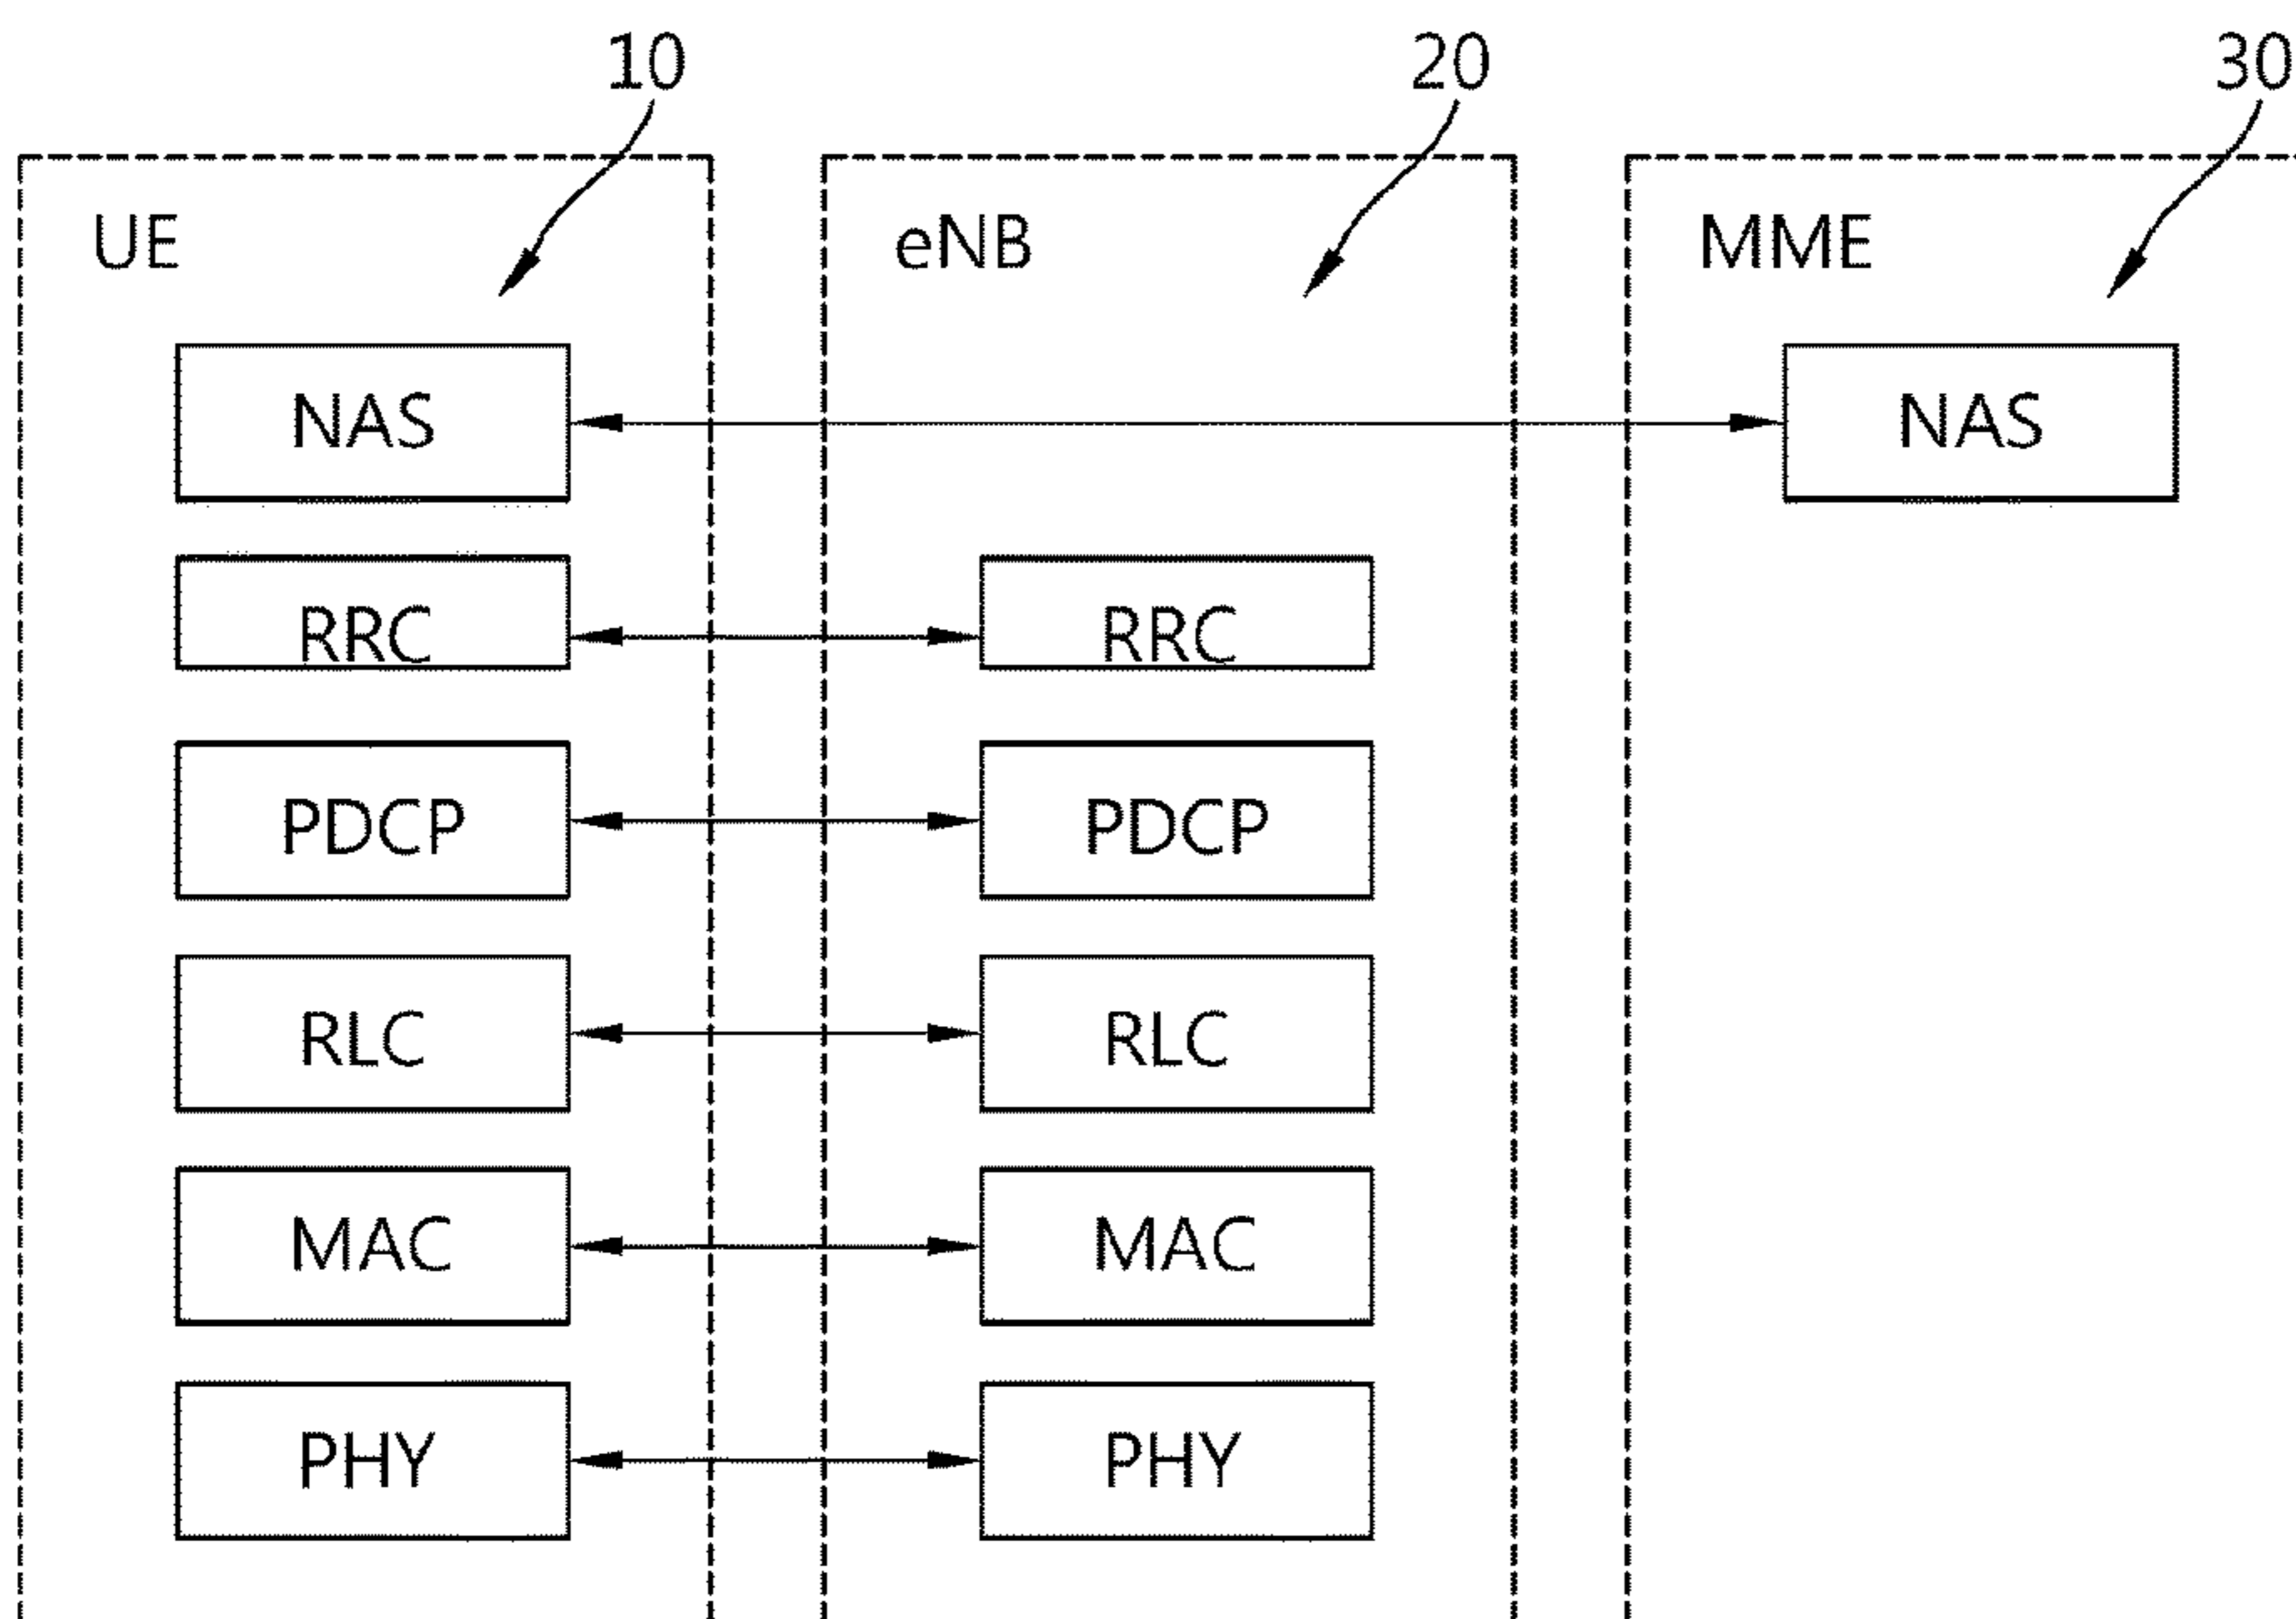 10 20 30
UE eNB MME
NAS NAS
RRC RRC
PDCP PDCP
RLC RLC
MAC MAC
PHY PHY